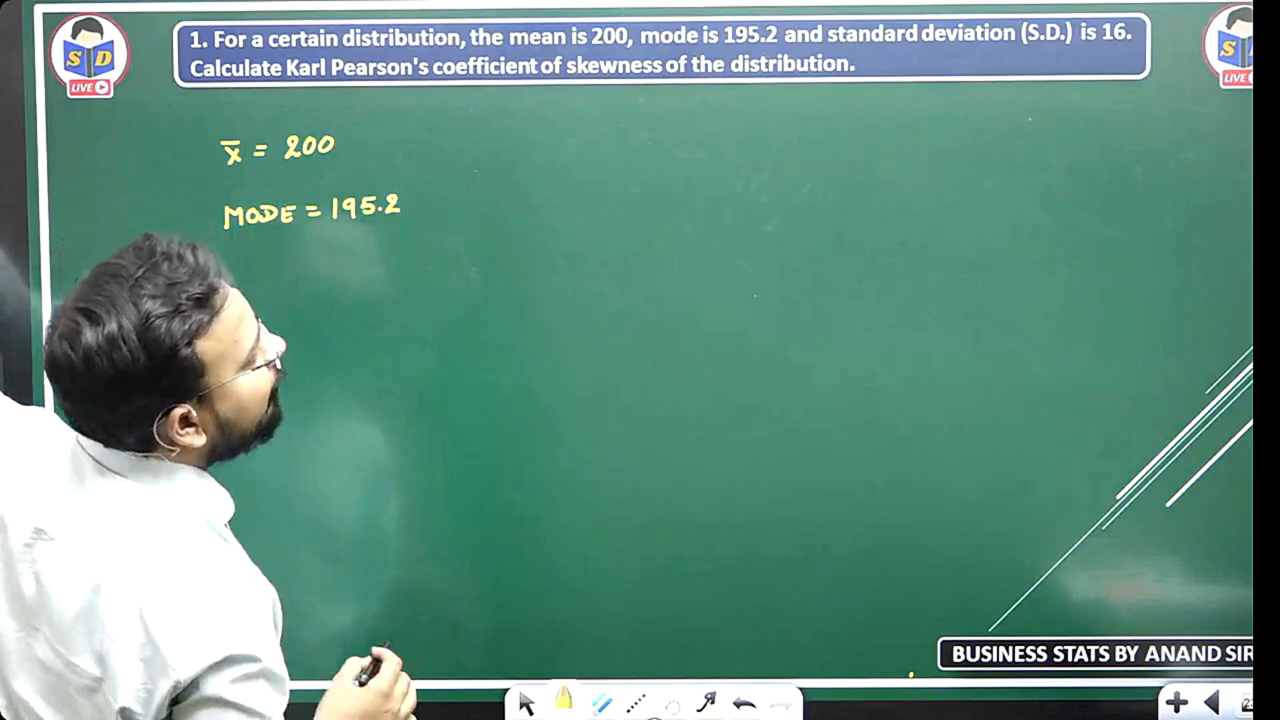 1. For a certain distribution, the mean is 200, mode is 195.2 and standard deviation (S.D.) is 16.
Calculate Karl Pearson's coefficient of skewness of the distribution.
S D
LIVE
S
LIVE
x̄ = 200
MODE = 195.2
BUSINESS STATS BY ANAND SIR